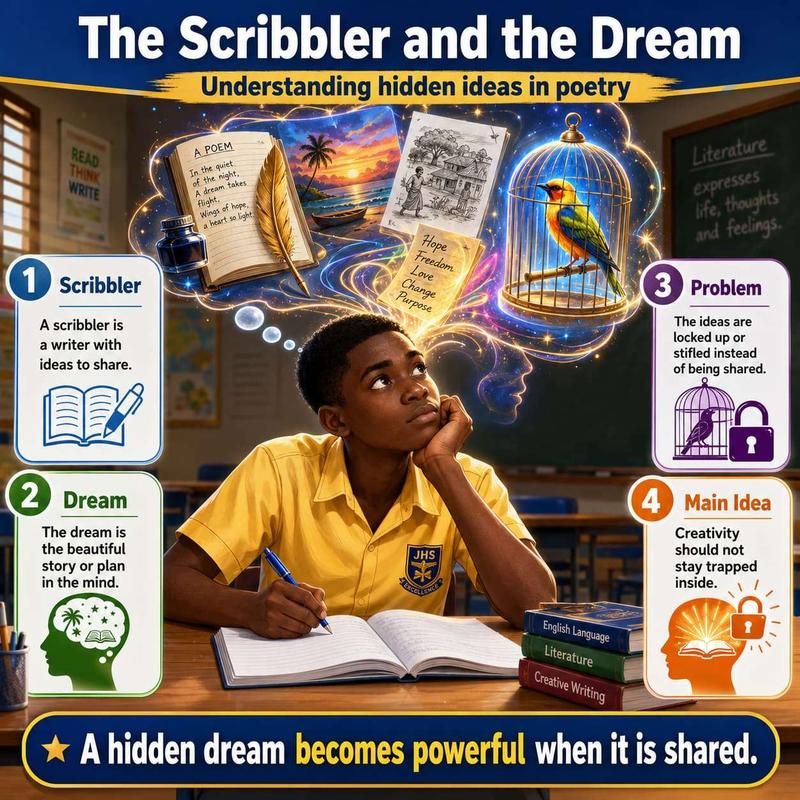 The Scribbler and the Dream
Understanding hidden ideas in poetry
READ
THINK
WRITE
A POEM
In the quiet
of the night,
A dream takes
flight,
Wings of hope,
a heart so light.
Hope
Freedom
Love
Change
Purpose
Literature
expresses
life, thoughts
and feelings.
1 Scribbler
A scribbler is
a writer with
ideas to share.
2 Dream
The dream is
the beautiful
story or plan
in the mind.
3 Problem
The ideas are
locked up or
stifled instead
of being shared.
4 Main Idea
Creativity
should not
stay trapped
inside.
JHS
EXCELLENCE
English Language
Literature
Creative Writing
A hidden dream becomes powerful when it is shared.